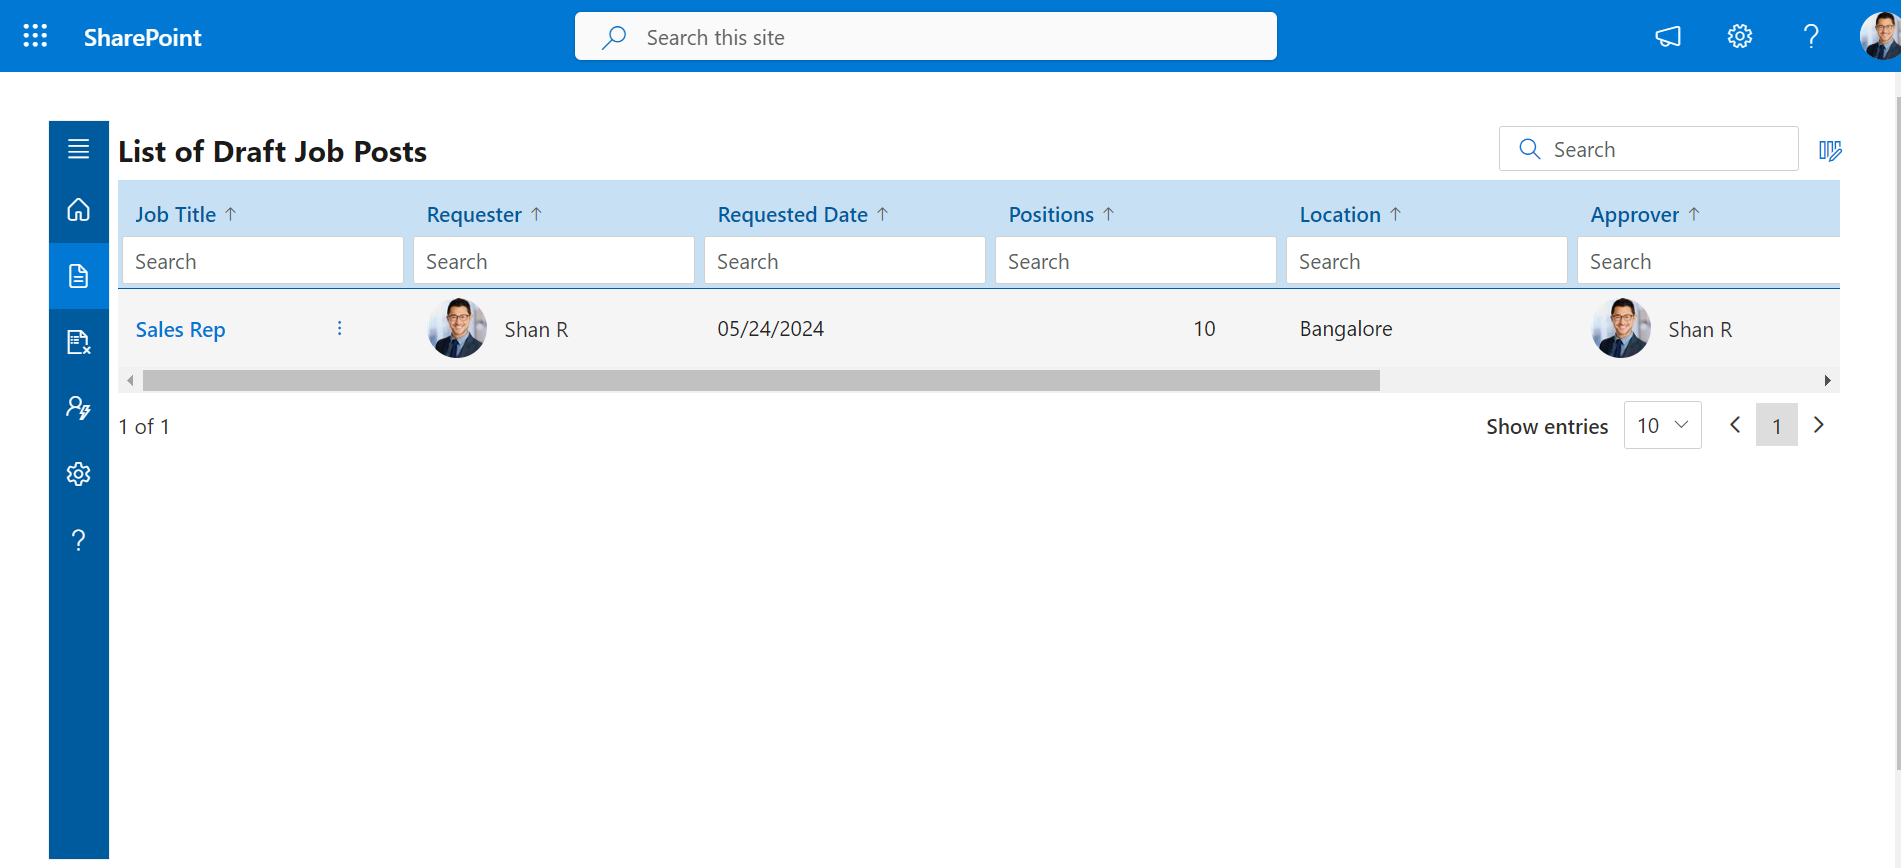 SharePoint
Search this site
List of Draft Job Posts
Search
Job Title ↑ Requester ↑ Requested Date ↑ Positions ↑ Location ↑ Approver ↑
Search Search Search Search Search Search
Sales Rep Shan R 05/24/2024 10 Bangalore Shan R
1 of 1
Show entries 10 1